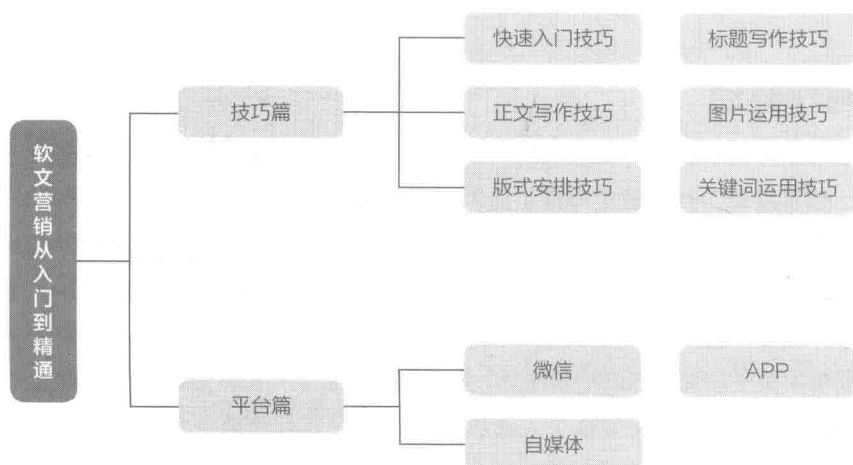 软文营销从入门到精通
技巧篇
快速入门技巧
标题写作技巧
正文写作技巧
图片运用技巧
版式安排技巧
关键词运用技巧
平台篇
微信
APP
自媒体